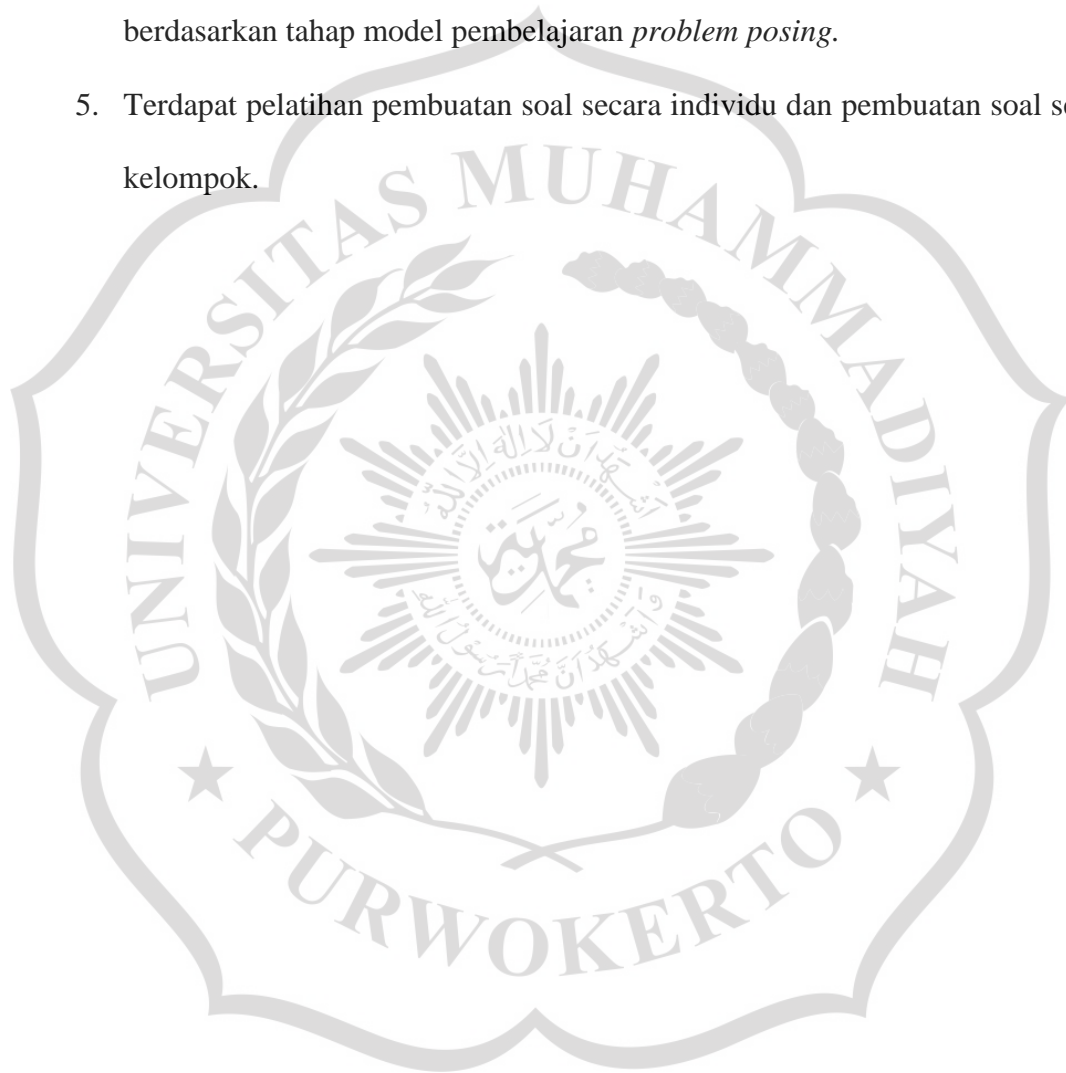 berdasarkan tahap model pembelajaran problem posing.
5. Terdapat pelatihan pembuatan soal secara individu dan pembuatan soal
kelompok.
UNIVERSITAS MUHAMMADIYAH
محمد
★ PURWOKERTO ★